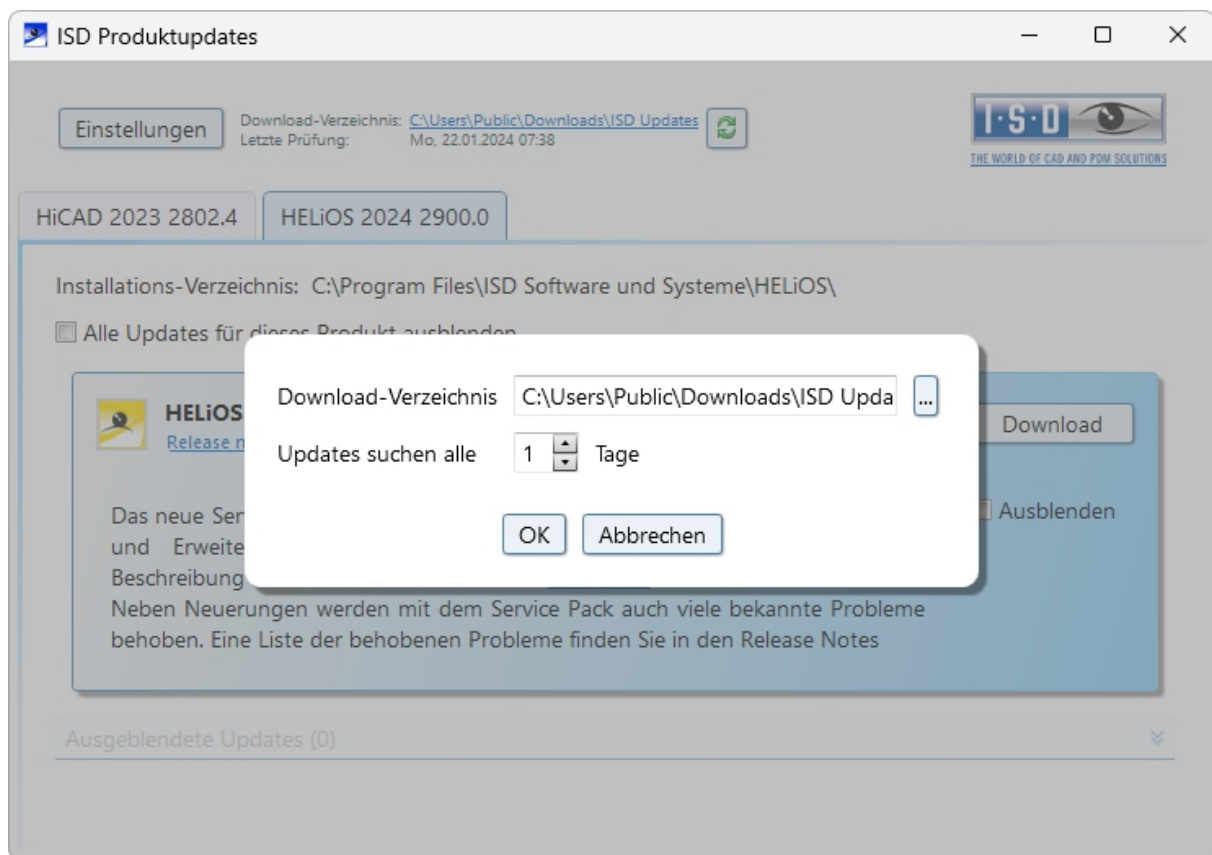 ISD Produktupdates
Einstellungen
Download-Verzeichnis: C:\Users\Public\Downloads\ISD Updates
Letzte Prüfung: Mo, 22.01.2024 07:38
I·S·D
THE WORLD OF CAD AND PDM SOLUTIONS
HiCAD 2023 2802.4
HELiOS 2024 2900.0
Installations-Verzeichnis: C:\Program Files\ISD Software und Systeme\HELiOS\
Alle Updates für dieses Produkt ausblenden
HELiOS
Release n
Download
Download-Verzeichnis C:\Users\Public\Downloads\ISD Upda ...
Updates suchen alle 1 Tage
OK Abbrechen
Ausblenden
Das neue Ser
und Erweite
Beschreibung
Neben Neuerungen werden mit dem Service Pack auch viele bekannte Probleme
behoben. Eine Liste der behobenen Probleme finden Sie in den Release Notes
Ausgeblendete Updates (0)